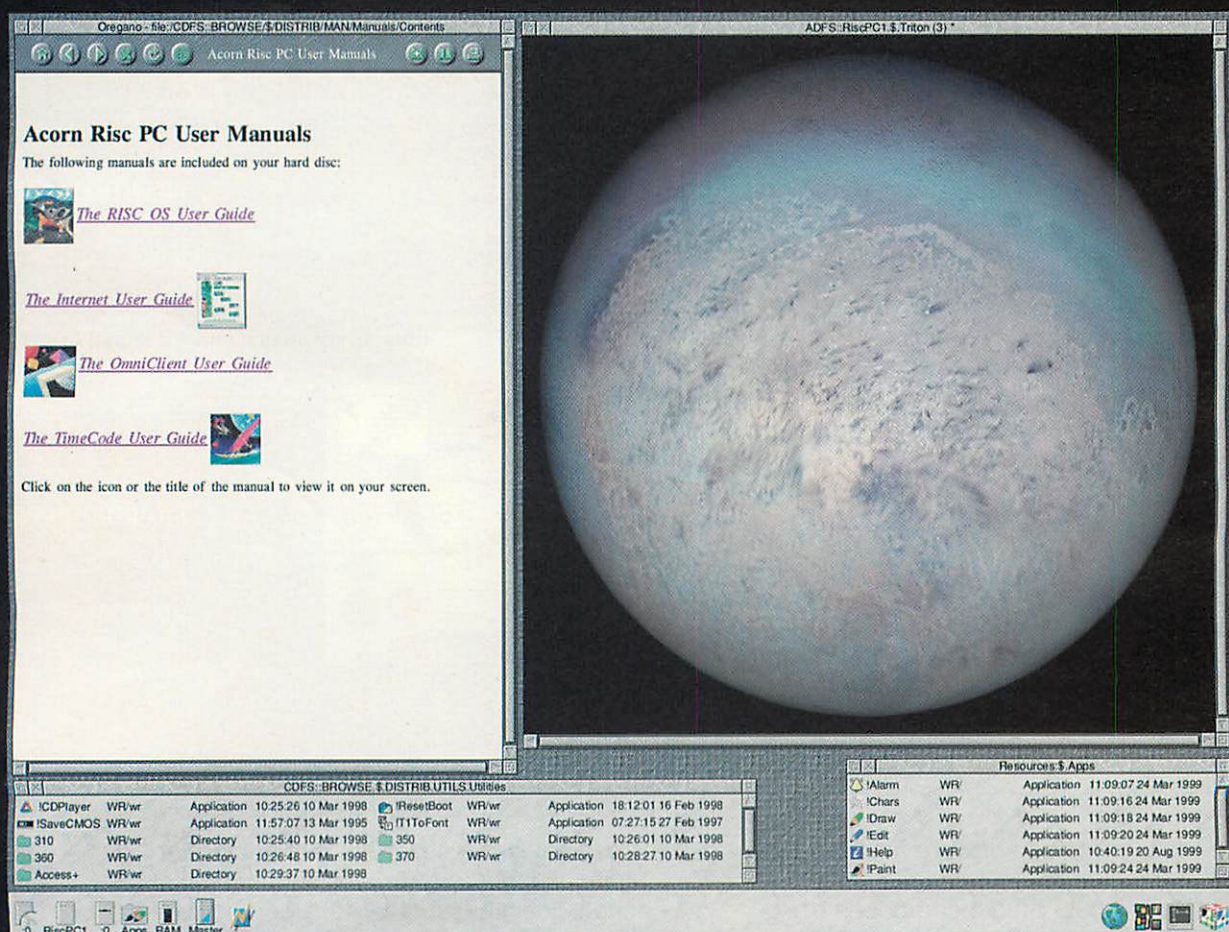 Oregano - file:/CDFS::BROWSE/$/DISTRIB/MAN/Manuals/Contents
Acorn Risc PC User Manuals
Acorn Risc PC User Manuals
The following manuals are included on your hard disc:
The RISC OS User Guide
The Internet User Guide
The OmniClient User Guide
The TimeCode User Guide
Click on the icon or the title of the manual to view it on your screen.
ADFS::RiscPC1.$.Triton (3) *
CDFS::BROWSE.$.DISTRIB.UTILS.Utilities
!CDPlayer WR/wr Application 10:25:26 10 Mar 1998 !ResetBoot WR/wr Application 18:12:01 16 Feb 1998
!SaveCMOS WR/wr Application 11:57:07 13 Mar 1995 !T1ToFont WR/wr Application 07:27:15 27 Feb 1997
310 WR/wr Directory 10:25:40 10 Mar 1998 350 WR/wr Directory 10:26:01 10 Mar 1998
360 WR/wr Directory 10:26:48 10 Mar 1998 370 WR/wr Directory 10:28:27 10 Mar 1998
Access+ WR/wr Directory 10:29:37 10 Mar 1998
Resources:$.Apps
!Alarm WR/ Application 11:09:07 24 Mar 1999
!Chars WR/ Application 11:09:16 24 Mar 1999
!Draw WR/ Application 11:09:18 24 Mar 1999
!Edit WR/ Application 11:09:20 24 Mar 1999
!Help WR/ Application 10:40:19 20 Aug 1999
!Paint WR/ Application 11:09:24 24 Mar 1999
:0 RiscPC1 :0 Apps RAM Master